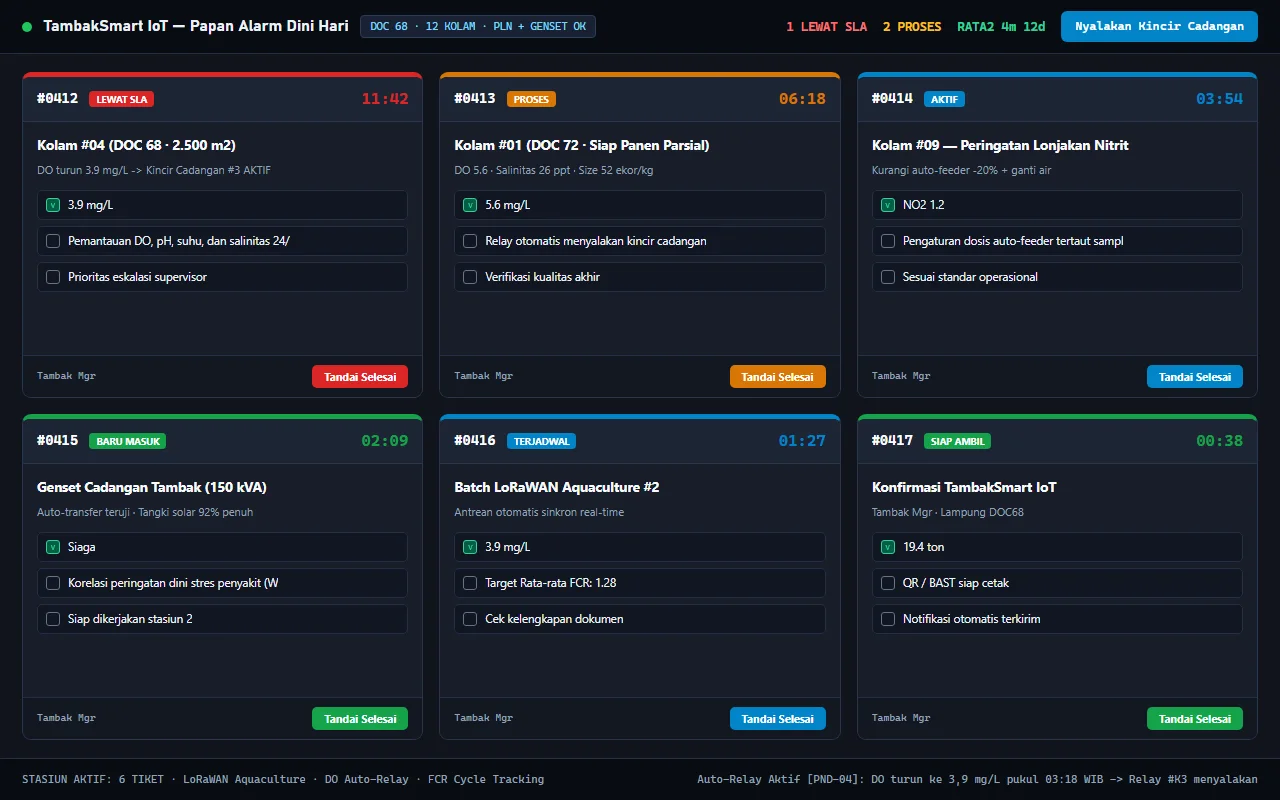 TambakSmart IoT — Papan Alarm Dini Hari
DOC 68 · 12 KOLAM · PLN + GENSET OK
1 LEWAT SLA
2 PROSES
RATA2 4m 12d
Nyalakan Kincir Cadangan
#0412
LEWAT SLA
11:42
Kolam #04 (DOC 68 · 2.500 m2)
DO turun 3.9 mg/L -> Kincir Cadangan #3 AKTIF
v
3.9 mg/L
Pemantauan DO, pH, suhu, dan salinitas 24/
Prioritas eskalasi supervisor
Tambak Mgr
Tandai Selesai
#0413
PROSES
06:18
Kolam #01 (DOC 72 · Siap Panen Parsial)
DO 5.6 · Salinitas 26 ppt · Size 52 ekor/kg
v
5.6 mg/L
Relay otomatis menyalakan kincir cadangan
Verifikasi kualitas akhir
Tambak Mgr
Tandai Selesai
#0414
AKTIF
03:54
Kolam #09 — Peringatan Lonjakan Nitrit
Kurangi auto-feeder -20% + ganti air
v
NO2 1.2
Pengaturan dosis auto-feeder tertaut sampl
Sesuai standar operasional
Tambak Mgr
Tandai Selesai
#0415
BARU MASUK
02:09
Genset Cadangan Tambak (150 kVA)
Auto-transfer teruji · Tangki solar 92% penuh
v
Siaga
Korelasi peringatan dini stres penyakit (W
Siap dikerjakan stasiun 2
Tambak Mgr
Tandai Selesai
#0416
TERJADWAL
01:27
Batch LoRaWAN Aquaculture #2
Antrean otomatis sinkron real-time
v
3.9 mg/L
Target Rata-rata FCR: 1.28
Cek kelengkapan dokumen
Tambak Mgr
Tandai Selesai
#0417
SIAP AMBIL
00:38
Konfirmasi TambakSmart IoT
Tambak Mgr · Lampung DOC68
v
19.4 ton
QR / BAST siap cetak
Notifikasi otomatis terkirim
Tambak Mgr
Tandai Selesai
STASIUN AKTIF: 6 TIKET · LoRaWAN Aquaculture · DO Auto-Relay · FCR Cycle Tracking
Auto-Relay Aktif [PND-04]: DO turun ke 3,9 mg/L pukul 03:18 WIB -> Relay #K3 menyalakan